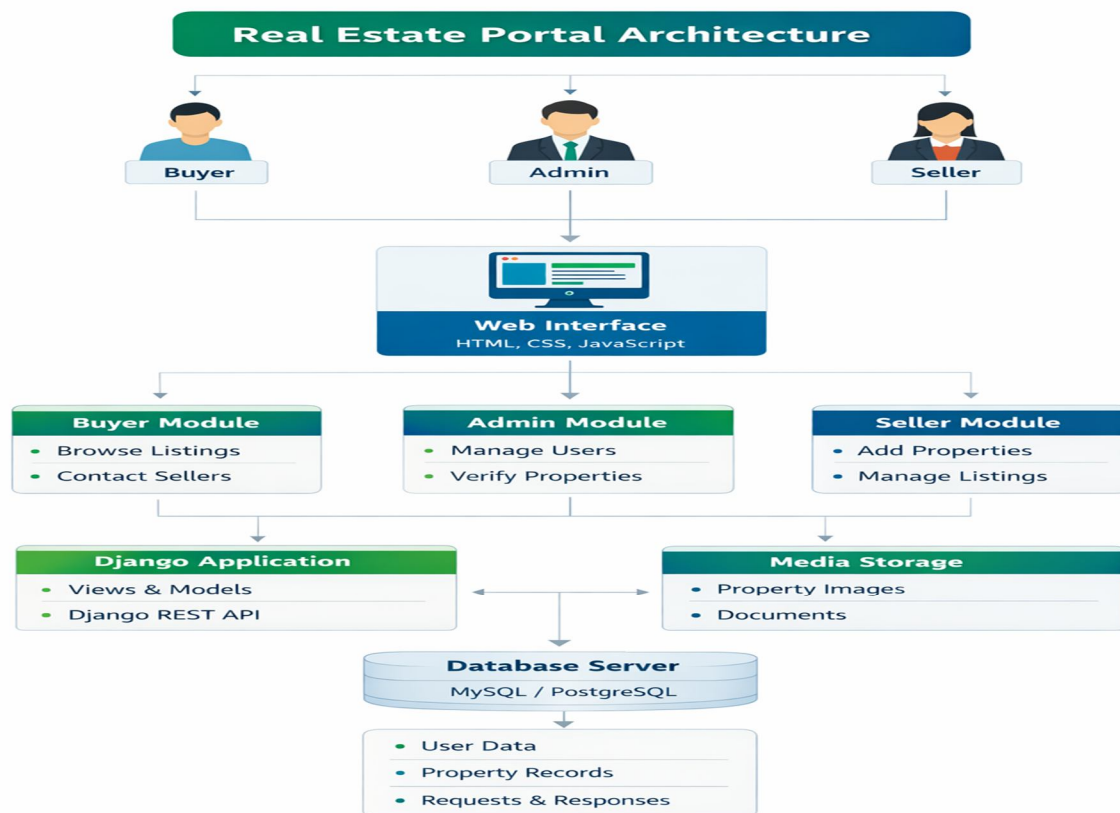 Real Estate Portal Architecture
Buyer
Admin
Seller
Web Interface
HTML, CSS, JavaScript
Buyer Module
• Browse Listings
• Contact Sellers
Admin Module
• Manage Users
• Verify Properties
Seller Module
• Add Properties
• Manage Listings
Django Application
• Views & Models
• Django REST API
Media Storage
• Property Images
• Documents
Database Server
MySQL / PostgreSQL
• User Data
• Property Records
• Requests & Responses